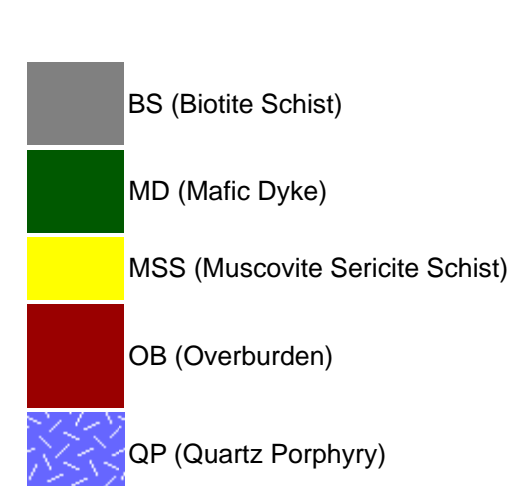 BS (Biotite Schist)
MD (Mafic Dyke)
MSS (Muscovite Sericite Schist)
OB (Overburden)
QP (Quartz Porphyry)